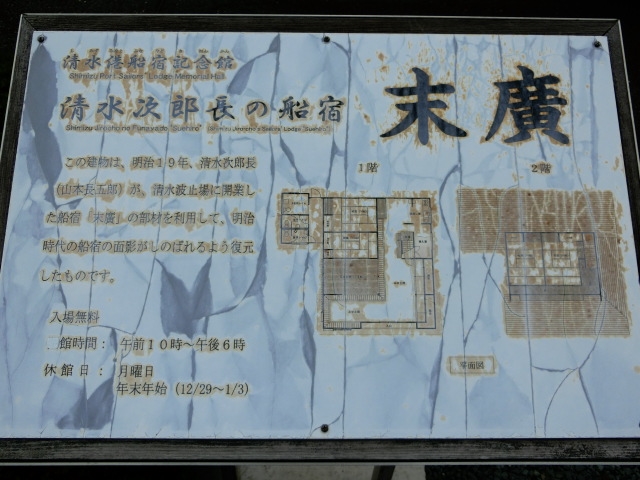 清水港船宿記念館
Shimizu Port Sailors' Lodge Memorial Hall
清水次郎長の船宿
末廣
この建物は、明治19年、清水次郎長
(山本長五郎)が、清水波止場に開業し
た船宿「末廣」の部材を利用して、明治
時代の船宿の面影がしのばれるよう復元
したものです。
入場無料
館時間：午前10時～午後6時
休館日：月曜日
年末年始(12/29～1/3)
1階
2階
平面図